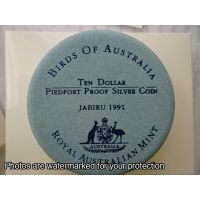 BIRDS OF AUSTRALIA
TEN DOLLAR
PIEDFORT PROOF SILVER COIN
JABIRU 1991
ROYAL AUSTRALIAN MINT
Photos are watermarked for your protection